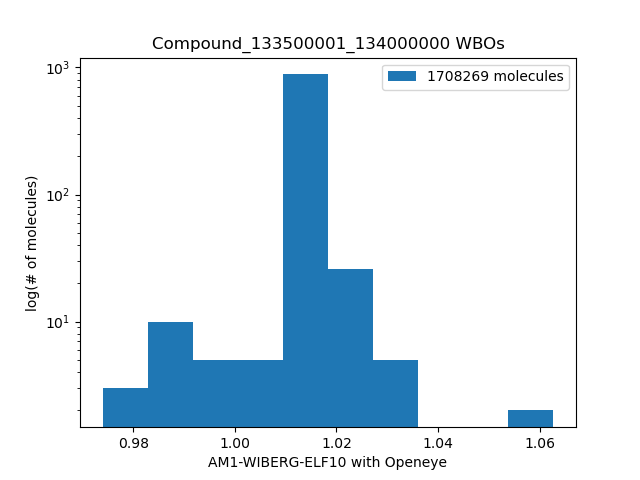 Compound_133500001_134000000 WBOs
1708269 molecules
log(# of molecules)
10³
10²
10¹
0.98 1.00 1.02 1.04 1.06
AM1-WIBERG-ELF10 with Openeye